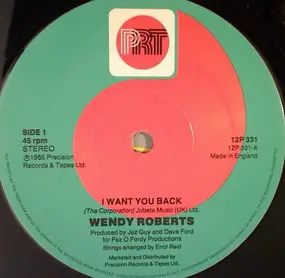 PRT
SIDE 1
45 rpm
STEREO
℗1985 Precision
Records & Tapes Ltd.
12P 331
12P 331-A
Made in England
I WANT YOU BACK
(The Corporation) Jobete Music (UK) Ltd.
WENDY ROBERTS
Produced by Jez Guy and Dave Ford
for Fez O Fordy Productions
Strings arranged by Errol Reid
Marketed and Distributed by
Precision Records & Tapes Ltd.